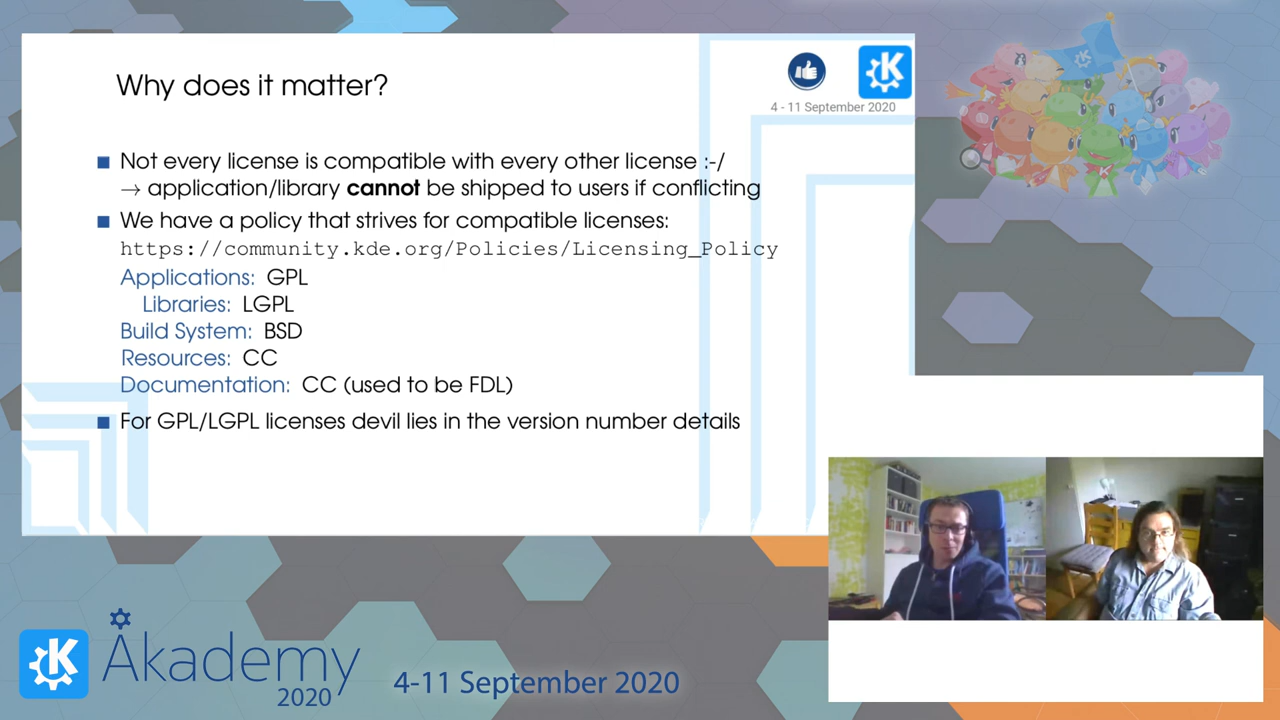 Why does it matter?
4 - 11 September 2020
■ Not every license is compatible with every other license :-/
→ application/library cannot be shipped to users if conflicting
■ We have a policy that strives for compatible licenses:
https://community.kde.org/Policies/Licensing_Policy
Applications: GPL
Libraries: LGPL
Build System: BSD
Resources: CC
Documentation: CC (used to be FDL)
■ For GPL/LGPL licenses devil lies in the version number details
Akademy
2020
4-11 September 2020